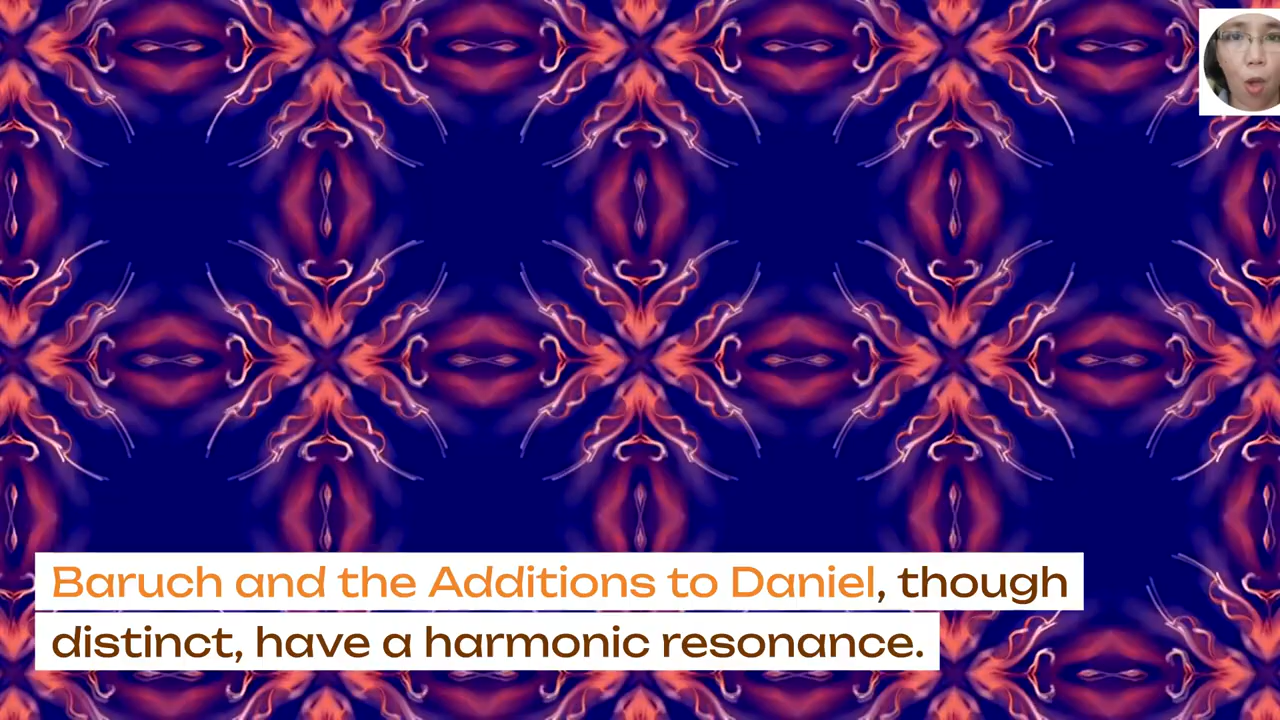 Baruch and the Additions to Daniel, though
distinct, have a harmonic resonance.